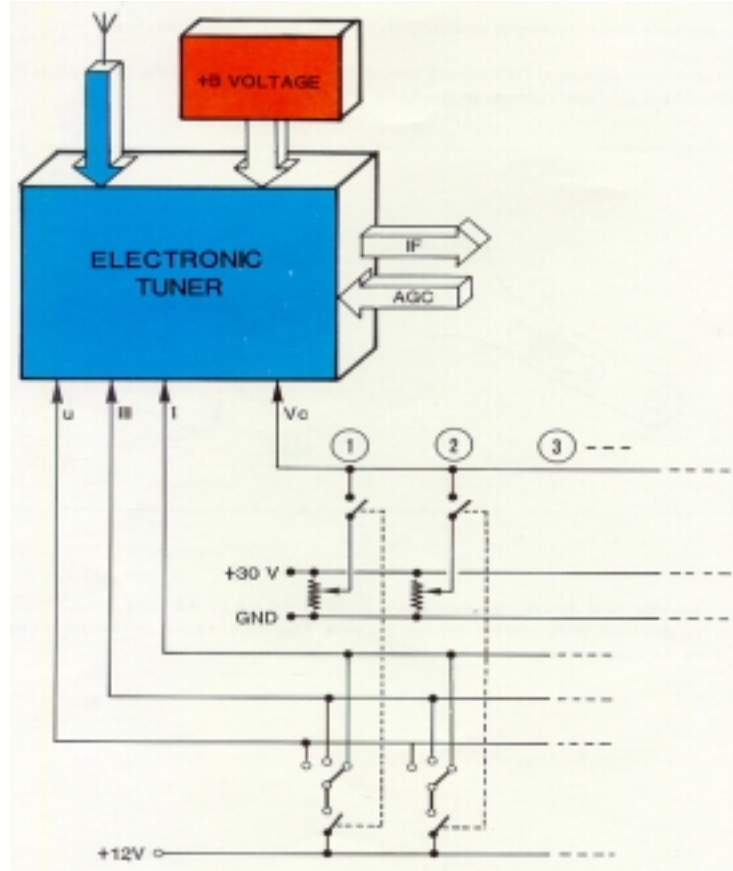 +B VOLTAGE
ELECTRONIC
TUNER
IF
AGC
u
III
I
Vc
1
2
3
+30 V
GND
+12V